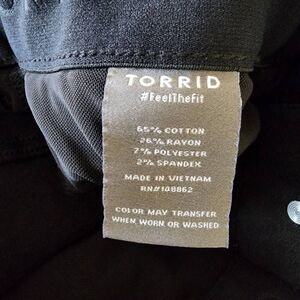 TORRID
#FeelTheFit
65% COTTON
26% RAYON
7% POLYESTER
2% SPANDEX
MADE IN VIETNAM
RN# 148862
COLOR MAY TRANSFER
WHEN WORN OR WASHED